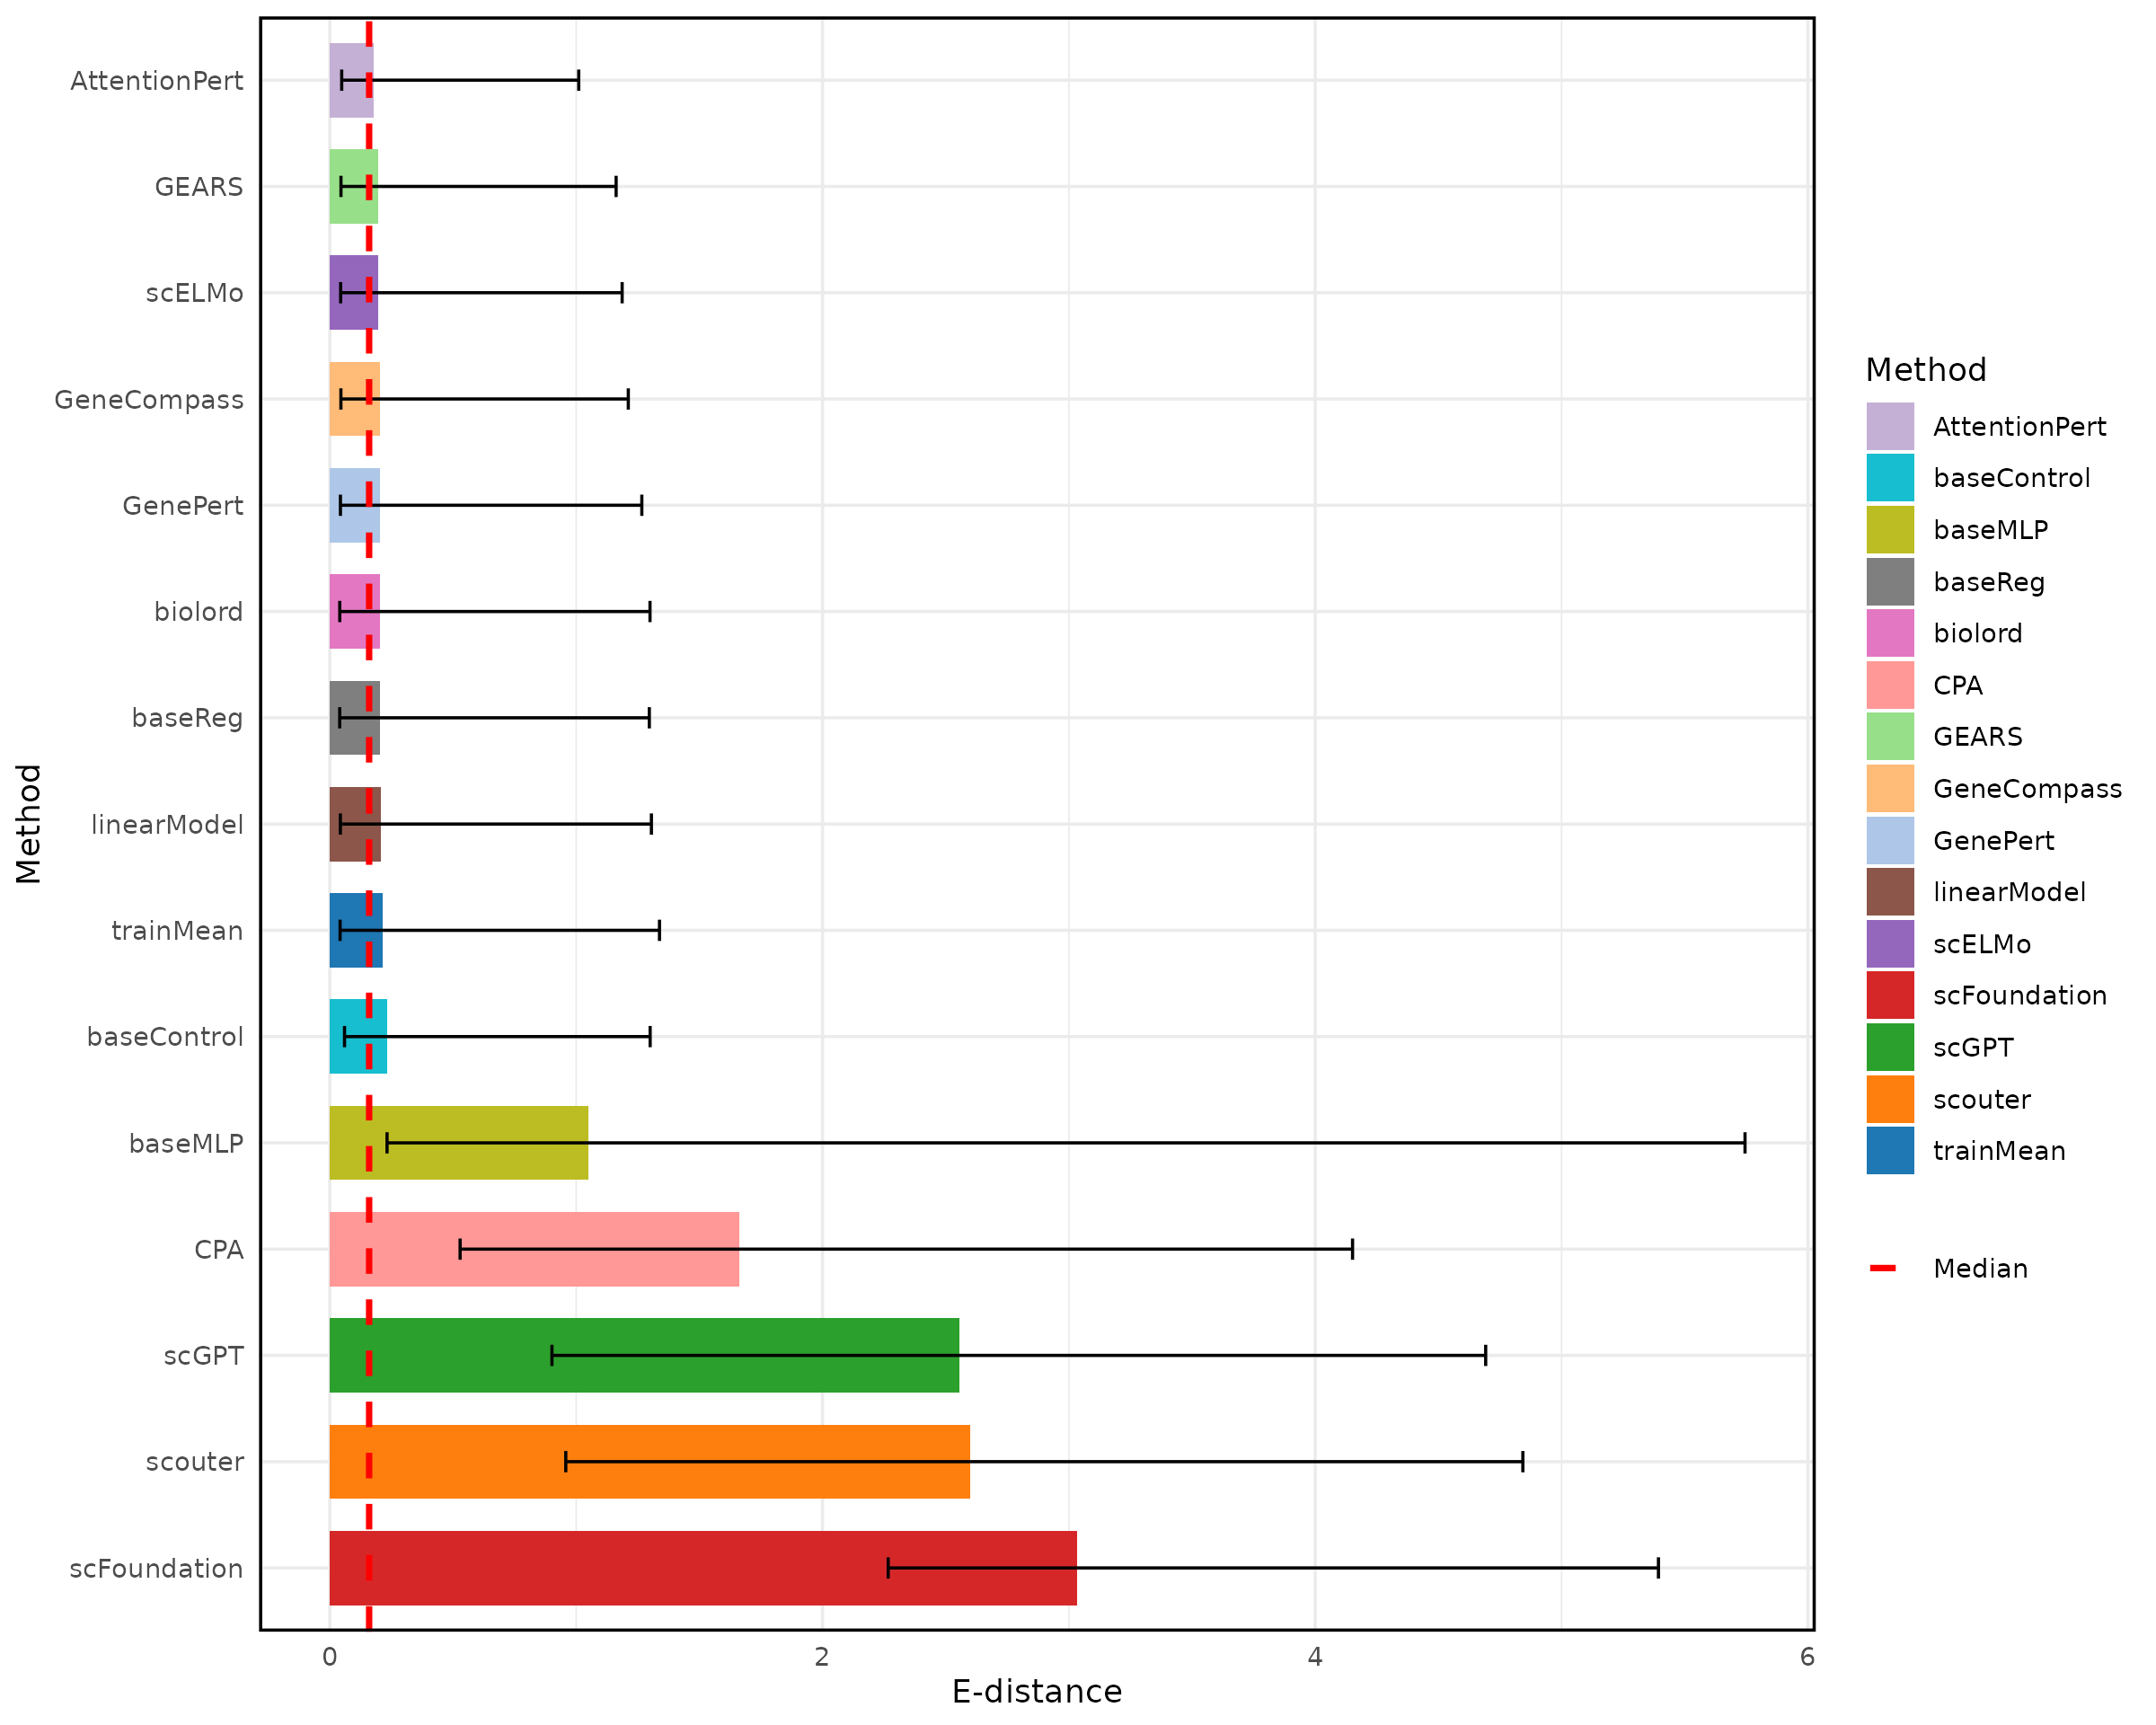 Method
AttentionPert
GEARS
scELMo
GeneCompass
GenePert
biolord
baseReg
linearModel
trainMean
baseControl
baseMLP
CPA
scGPT
scouter
scFoundation
0 2 4 6
E-distance
Method
AttentionPert
baseControl
baseMLP
baseReg
biolord
CPA
GEARS
GeneCompass
GenePert
linearModel
scELMo
scFoundation
scGPT
scouter
trainMean
Median